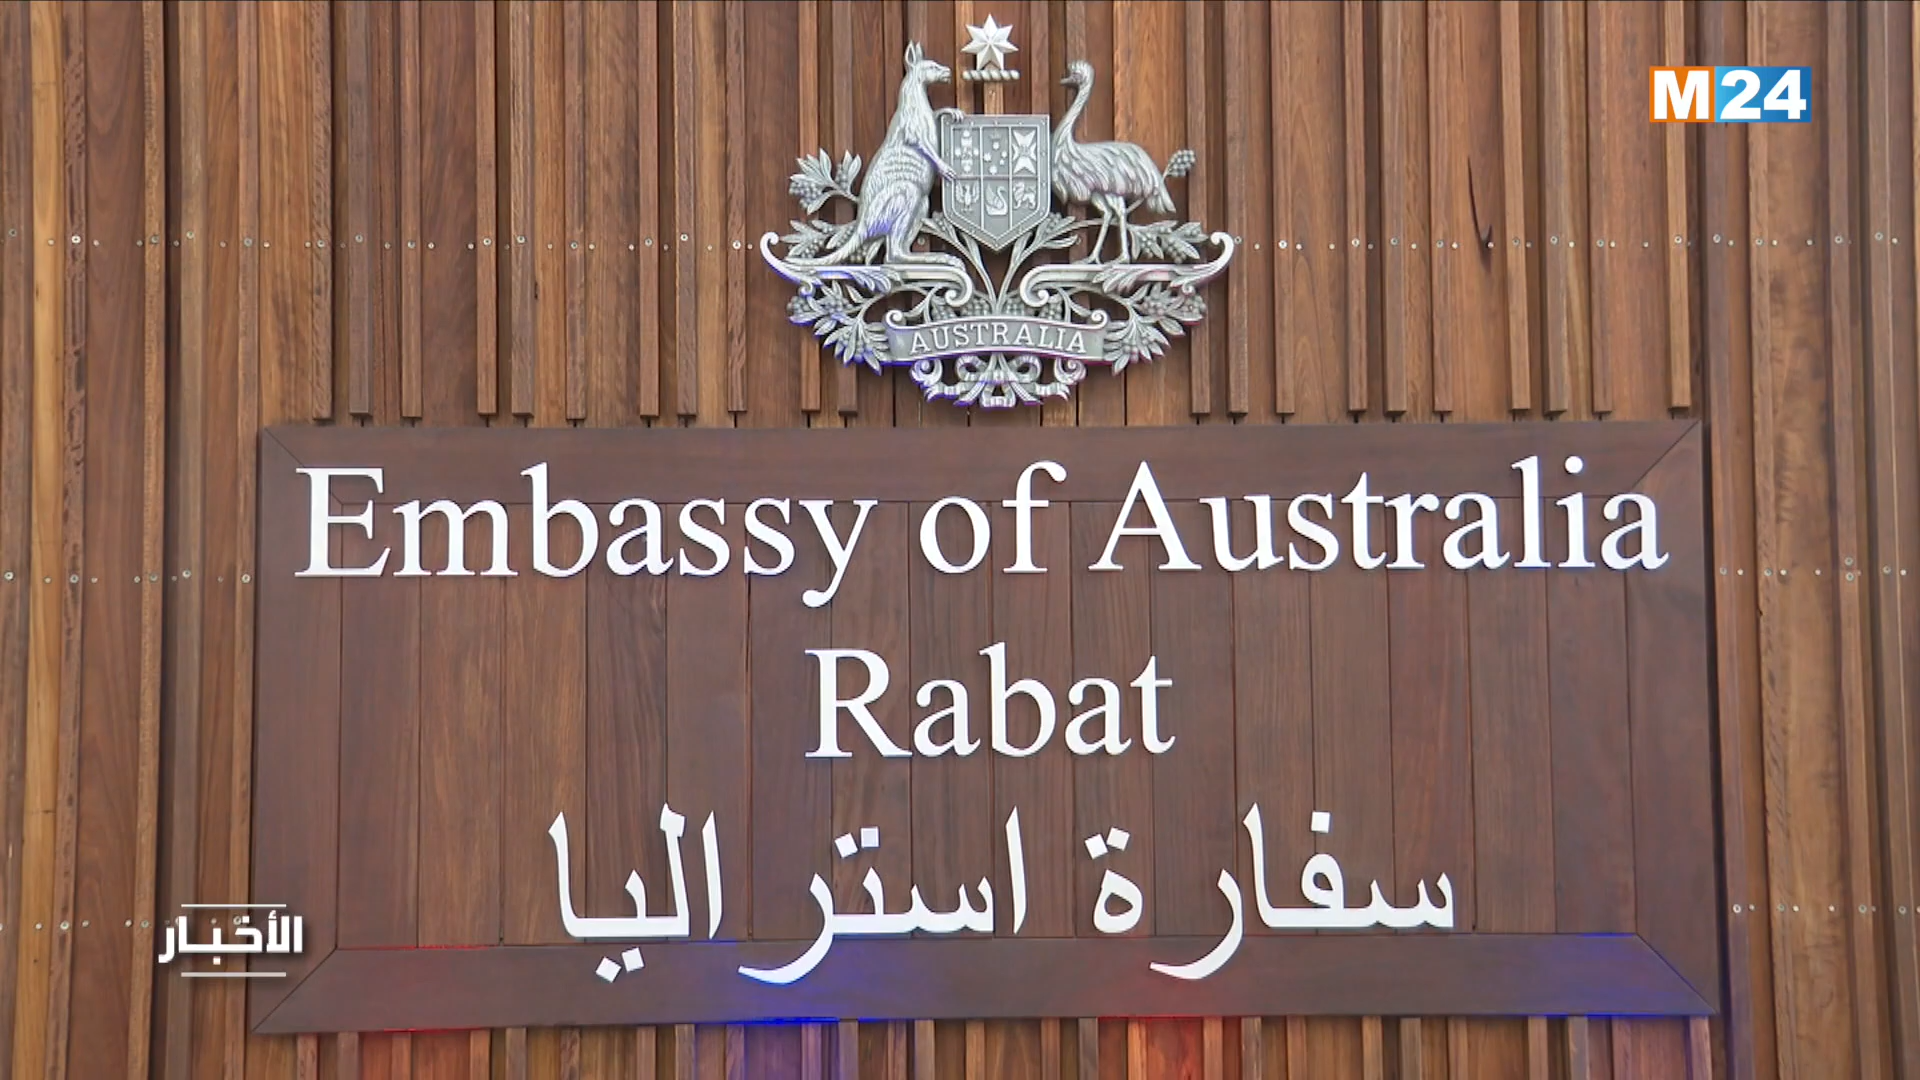 M24
AUSTRALIA
Embassy of Australia
Rabat
سفارة استراليا
الأخبار